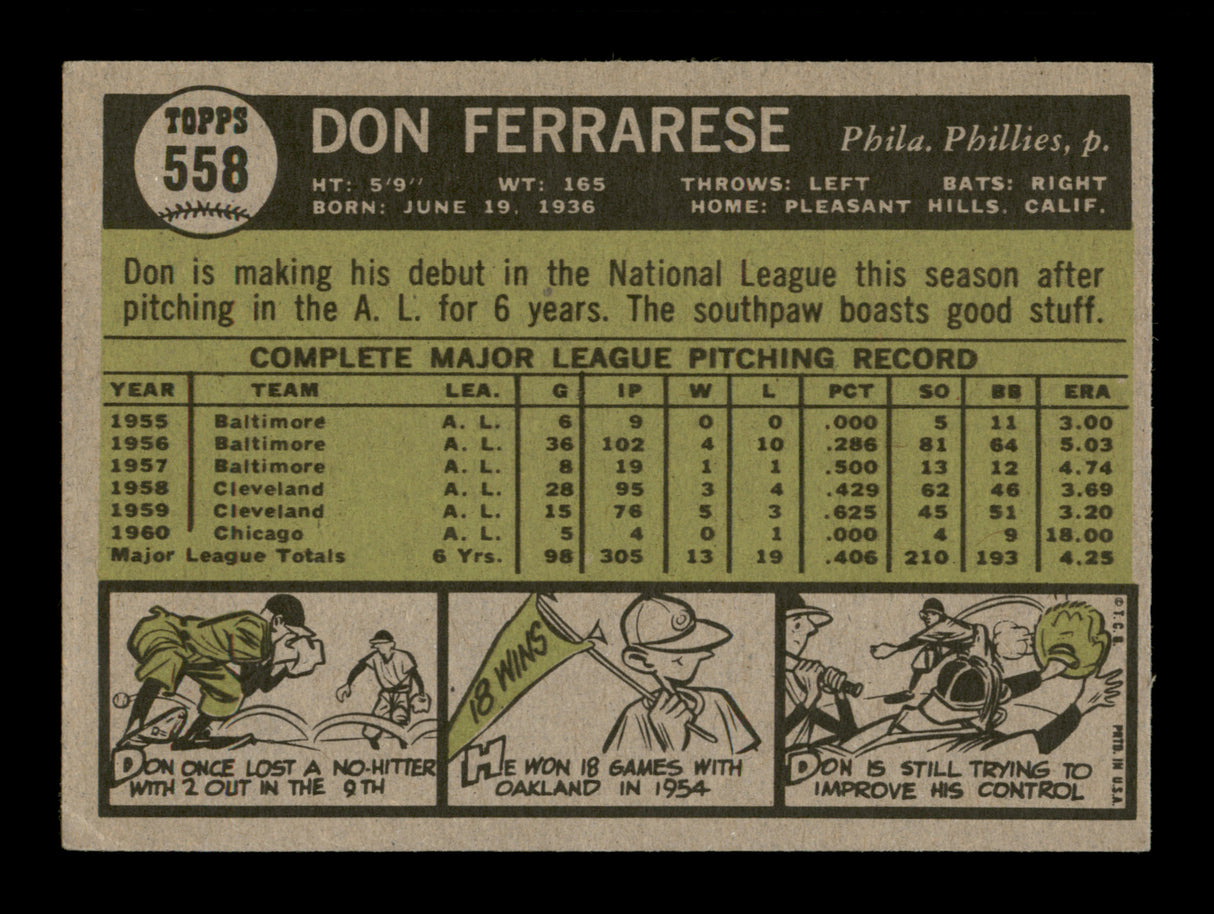 TOPPS
558
DON FERRARESE Phila. Phillies, p.
HT: 5'9" WT: 165 THROWS: LEFT BATS: RIGHT
BORN: JUNE 19, 1936 HOME: PLEASANT HILLS, CALIF.
Don is making his debut in the National League this season after
pitching in the A. L. for 6 years. The southpaw boasts good stuff.
COMPLETE MAJOR LEAGUE PITCHING RECORD
YEAR TEAM LEA. G IP W L PCT SO BB ERA
1955 Baltimore A. L. 6 9 0 0 .000 5 11 3.00
1956 Baltimore A. L. 36 102 4 10 .286 81 64 5.03
1957 Baltimore A. L. 8 19 1 1 .500 13 12 4.74
1958 Cleveland A. L. 28 95 3 4 .429 62 46 3.69
1959 Cleveland A. L. 15 76 5 3 .625 45 51 3.20
1960 Chicago A. L. 5 4 0 1 .000 4 9 18.00
Major League Totals 6 Yrs. 98 305 13 19 .406 210 193 4.25
DON ONCE LOST A NO-HITTER
WITH 2 OUT IN THE 9TH
18 WINS
HE WON 18 GAMES WITH
OAKLAND IN 1954
DON IS STILL TRYING TO
IMPROVE HIS CONTROL
© T. C. G.
PRTD. IN U.S.A.